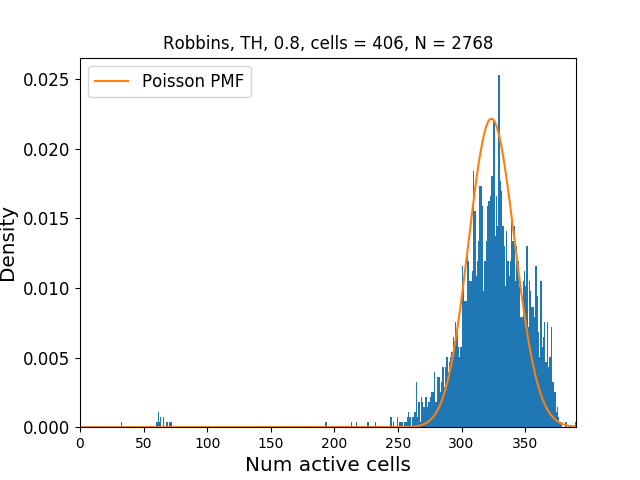 Robbins, TH, 0.8, cells = 406, N = 2768
Poisson PMF
0.025
0.020
0.015
0.010
0.005
0.000
Density
0 50 100 150 200 250 300 350
Num active cells